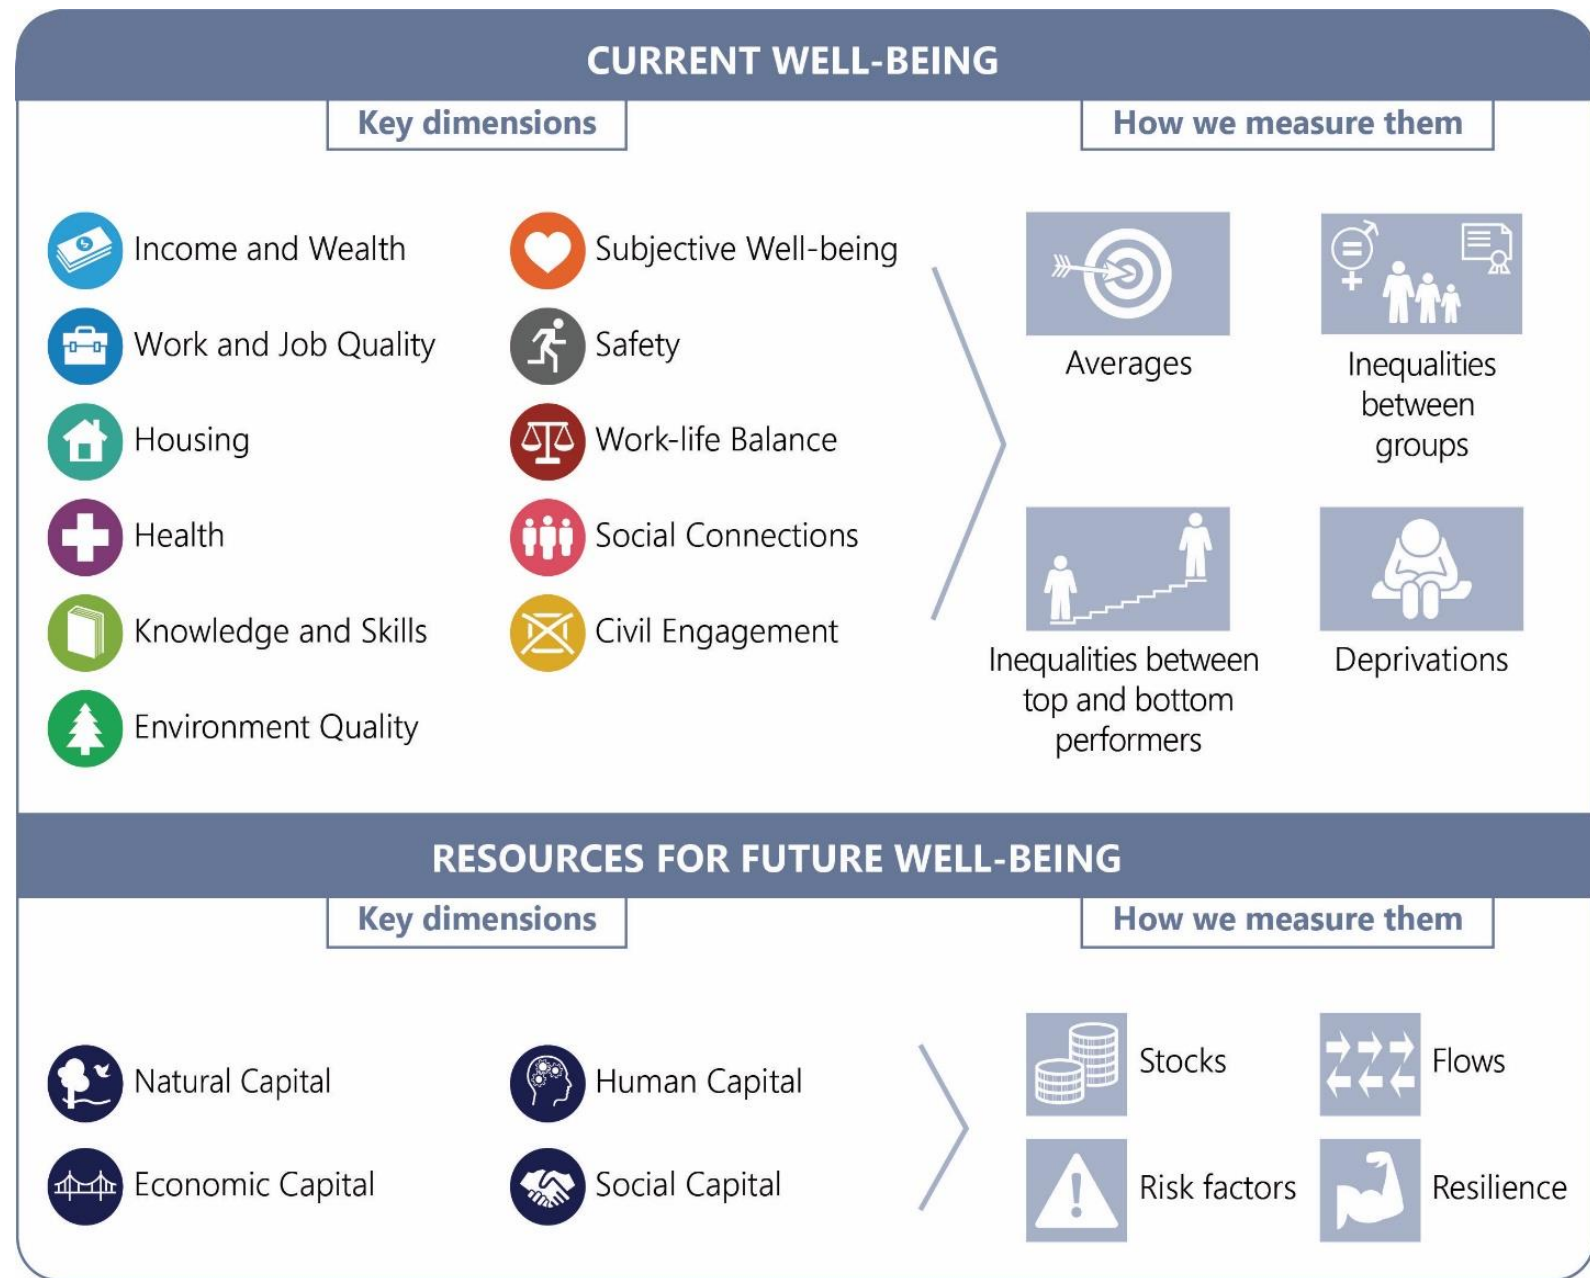 CURRENT WELL-BEING
Key dimensions
How we measure them
Income and Wealth
Work and Job Quality
Housing
Health
Knowledge and Skills
Environment Quality
Subjective Well-being
Safety
Work-life Balance
Social Connections
Civil Engagement
Averages
Inequalities
between
groups
Inequalities between
top and bottom
performers
Deprivations
RESOURCES FOR FUTURE WELL-BEING
Key dimensions
How we measure them
Natural Capital
Economic Capital
Human Capital
Social Capital
Stocks
Flows
Risk factors
Resilience